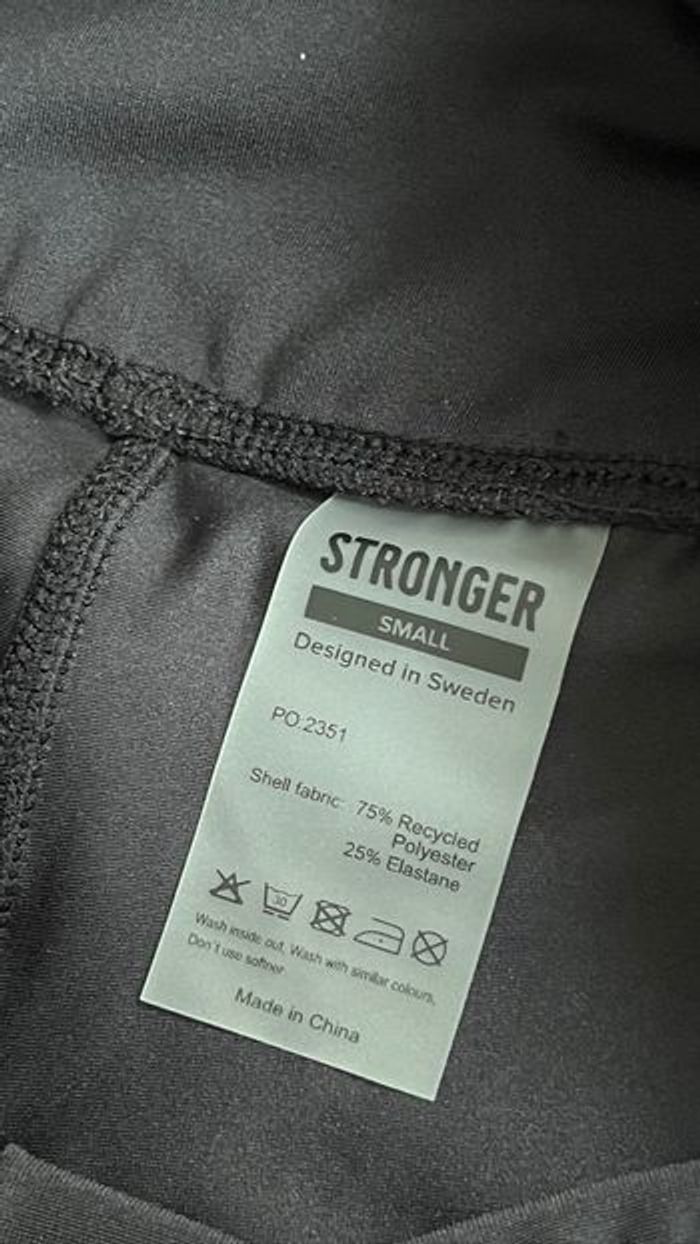 STRONGER
SMALL
Designed in Sweden
PO.2351
Shell fabric: 75% Recycled
Polyester
25% Elastane
30
Wash inside out, Wash with similar colours,
Don't use softner
Made in China